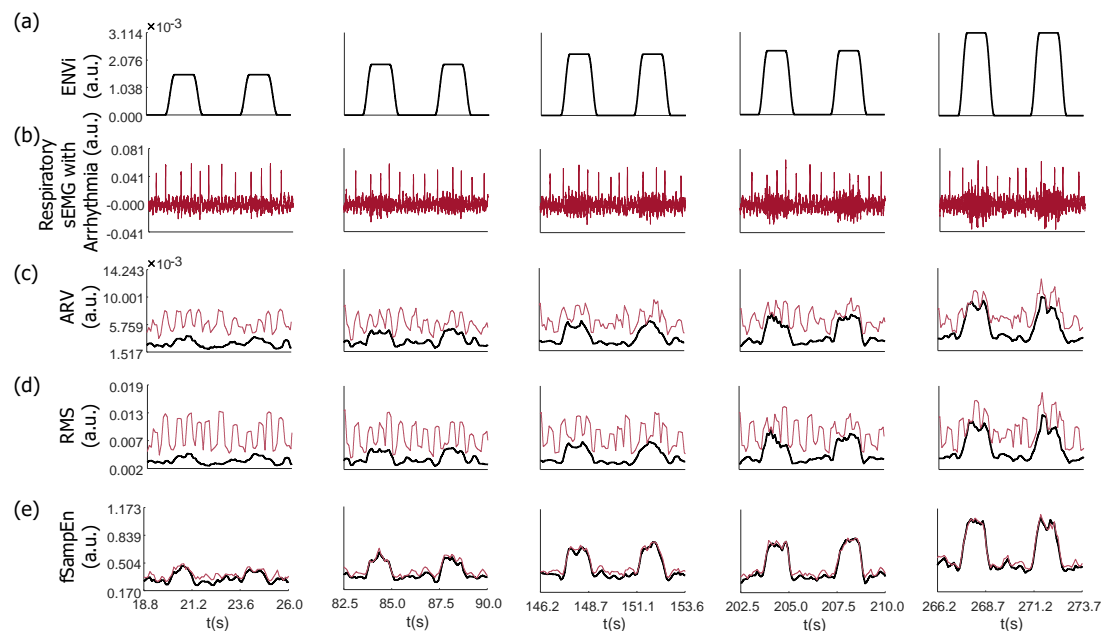 (a)
×10-3
3.114
2.076
1.038
0.000
ENVi
(a.u.)
(b)
0.081
0.041
-0.000
-0.041
Respiratory
sEMG with
Arrhythmia (a.u.)
(c)
×10-3
14.243
10.001
5.759
1.517
ARV
(a.u.)
(d)
0.019
0.013
0.007
0.002
RMS
(a.u.)
(e)
1.173
0.839
0.504
0.170
fSampEn
(a.u.)
18.8 21.2 23.6 26.0
82.5 85.0 87.5 90.0
146.2 148.7 151.1 153.6
202.5 205.0 207.5 210.0
266.2 268.7 271.2 273.7
t(s) t(s) t(s) t(s) t(s)